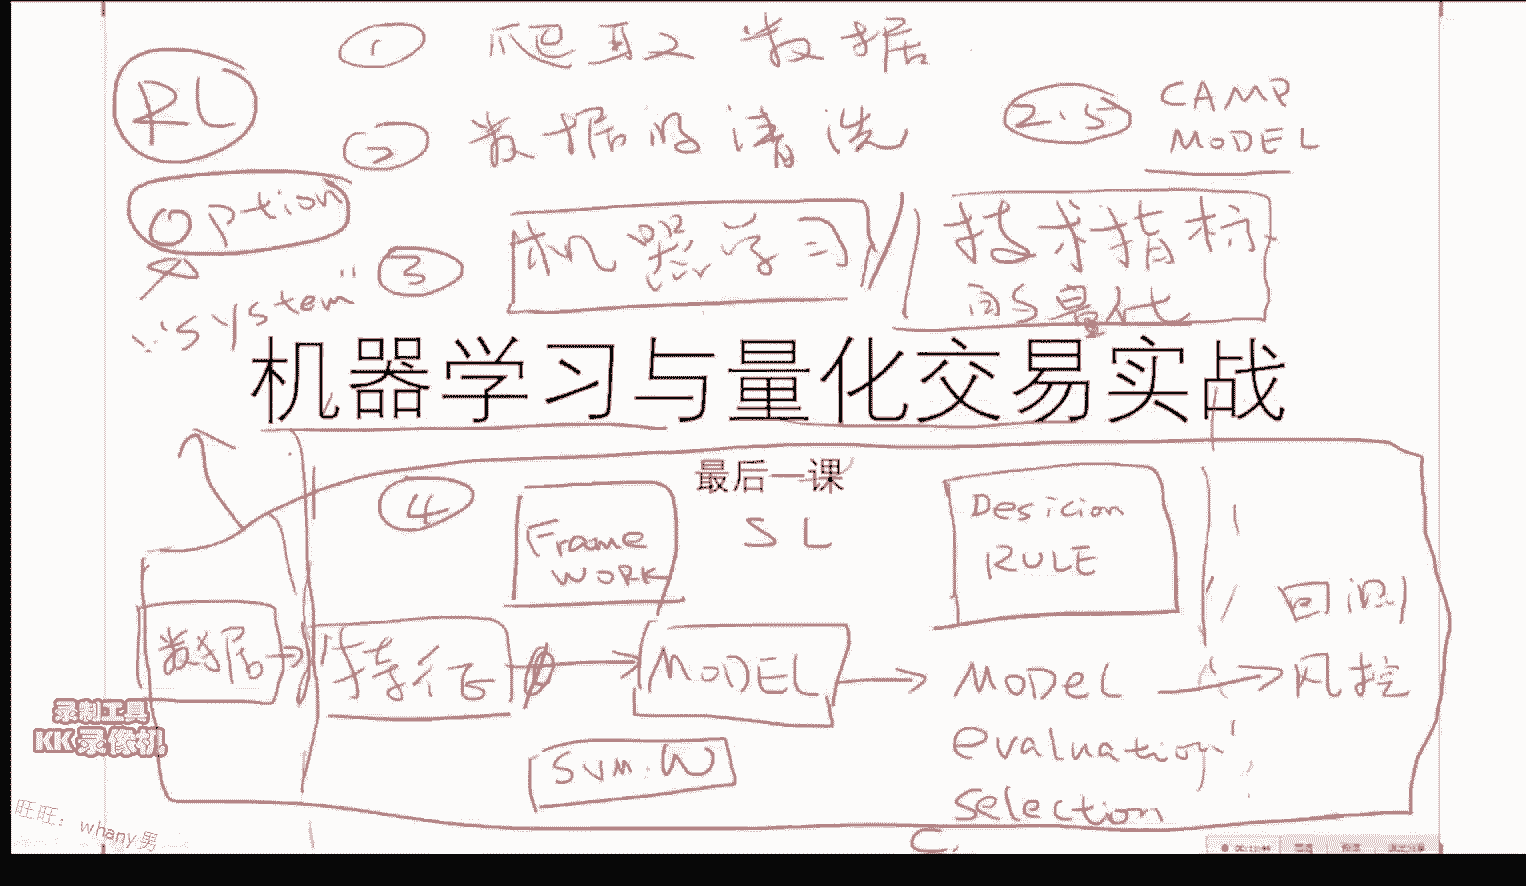 ① 爬取 数据
RL
② 数据的清洗
2.5 CAMP
MODEL
Option
③ 机器学习 // 技术指标
的量化
"system"
机器学习与量化交易实战
最后一课
④
Frame
WORK
SL
Desicion
RULE
回测
数据 → 特征 → MODEL → MODEL → 风控
evaluation
selection
SVM. W
C.
录制工具
KK录像机
旺旺：whany男